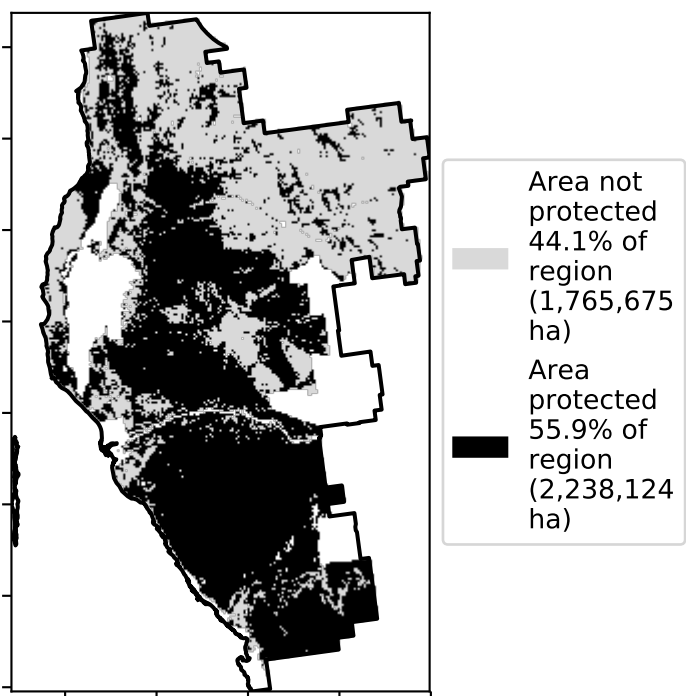 Area not
protected
44.1% of
region
(1,765,675
ha)
Area
protected
55.9% of
region
(2,238,124
ha)